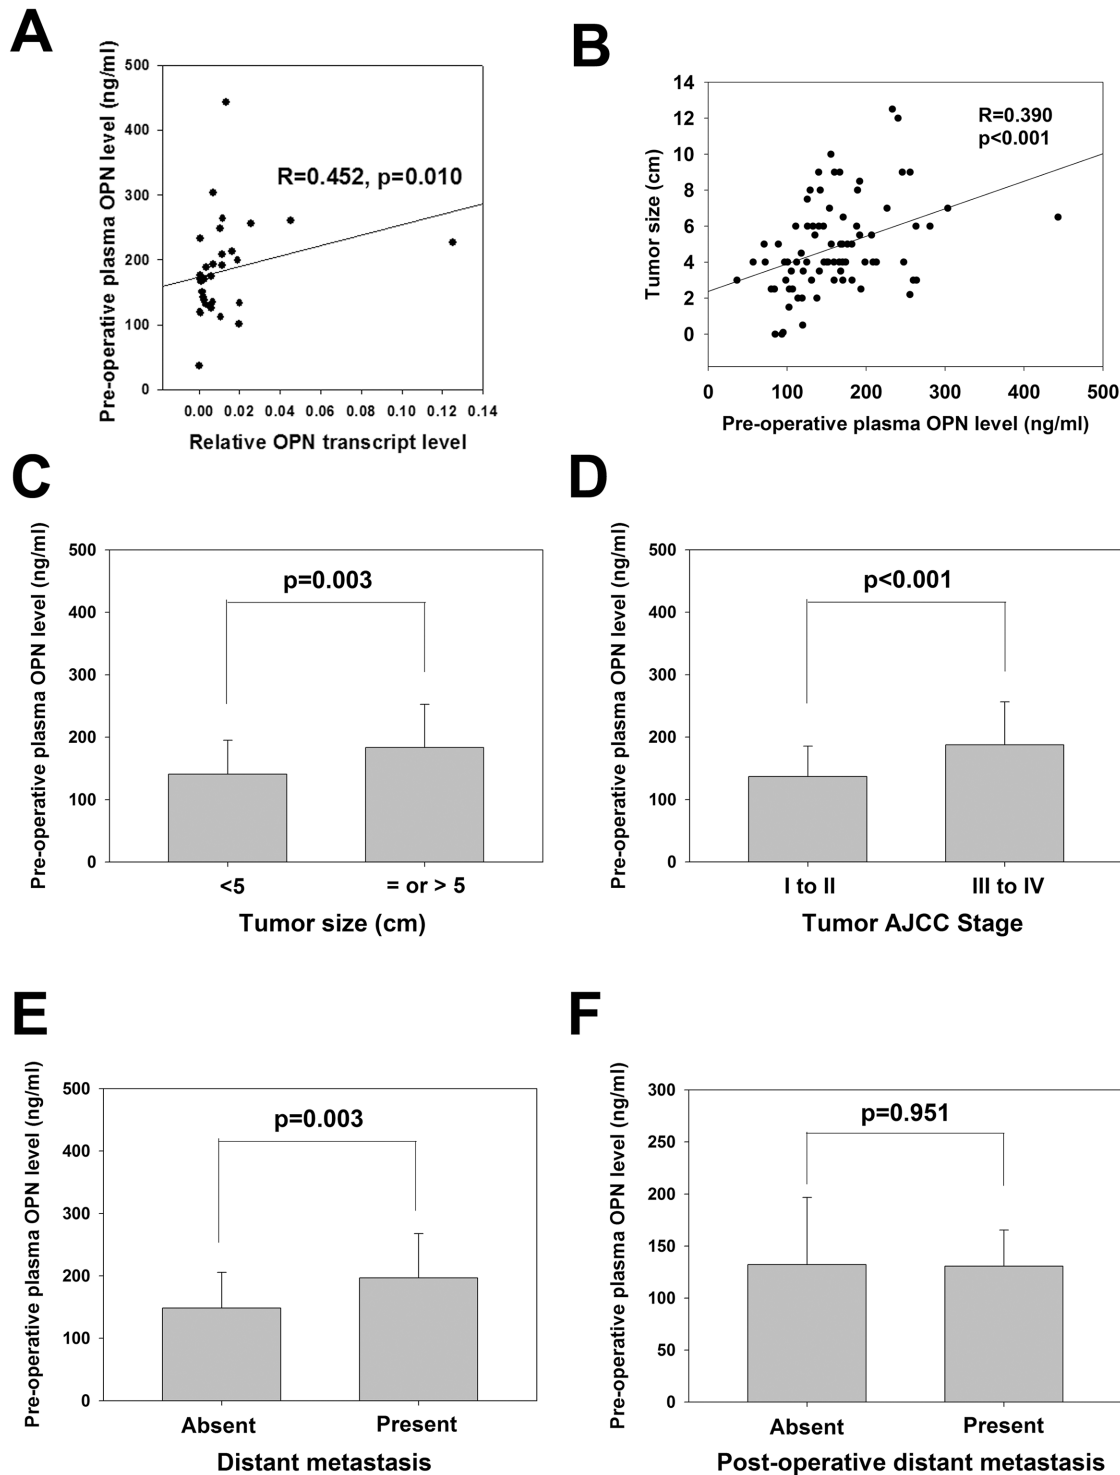 A
Pre-operative plasma OPN level (ng/ml)
500
400
300
200
100
0
R=0.452, p=0.010
0.00 0.02 0.04 0.06 0.08 0.10 0.12 0.14
Relative OPN transcript level
B
Tumor size (cm)
14
12
10
8
6
4
2
0
R=0.390
p<0.001
0 100 200 300 400 500
Pre-operative plasma OPN level (ng/ml)
C
Pre-operative plasma OPN level (ng/ml)
500
400
300
200
100
0
p=0.003
<5 = or > 5
Tumor size (cm)
D
Pre-operative plasma OPN level (ng/ml)
500
400
300
200
100
0
p<0.001
I to II III to IV
Tumor AJCC Stage
E
Pre-operative plasma OPN level (ng/ml)
500
400
300
200
100
0
p=0.003
Absent Present
Distant metastasis
F
Pre-operative plasma OPN level (ng/ml)
300
250
200
150
100
50
0
p=0.951
Absent Present
Post-operative distant metastasis